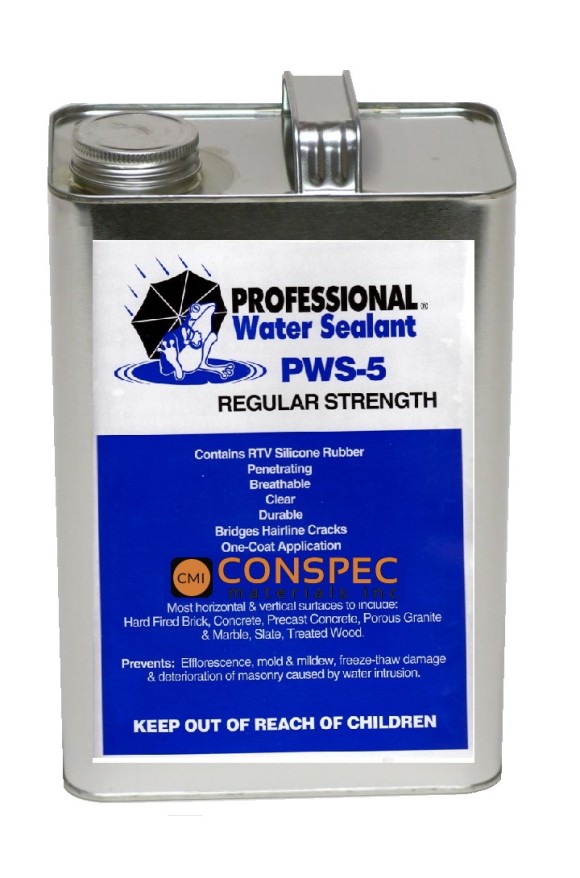 PROFESSIONAL®
Water Sealant
PWS-5
REGULAR STRENGTH
Contains RTV Silicone Rubber
Penetrating
Breathable
Clear
Durable
Bridges Hairline Cracks
One-Coat Application
CMI CONSPEC
materials inc
Most horizontal & vertical surfaces to include:
Hard Fired Brick, Concrete, Precast Concrete, Porous Granite
& Marble, Slate, Treated Wood.
Prevents: Efflorescence, mold & mildew, freeze-thaw damage
& deterioration of masonry caused by water intrusion.
KEEP OUT OF REACH OF CHILDREN